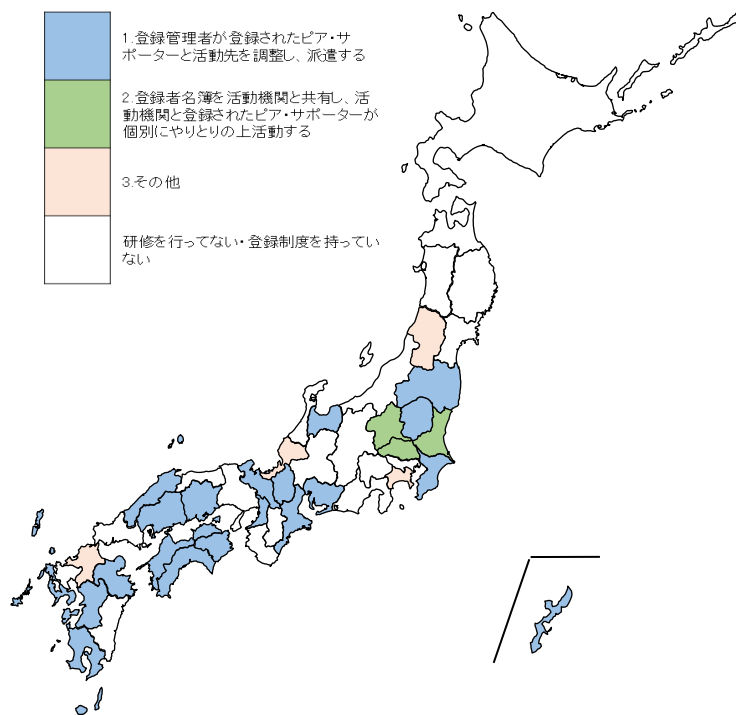 1.登録管理者が登録されたピア・サ
ポーターと活動先を調整し、派遣する
2.登録者名簿を活動機関と共有し、活
動機関と登録されたピア・サポーターが
個別にやりとりの上活動する
3.その他
研修を行ってない・登録制度を持ってい
ない